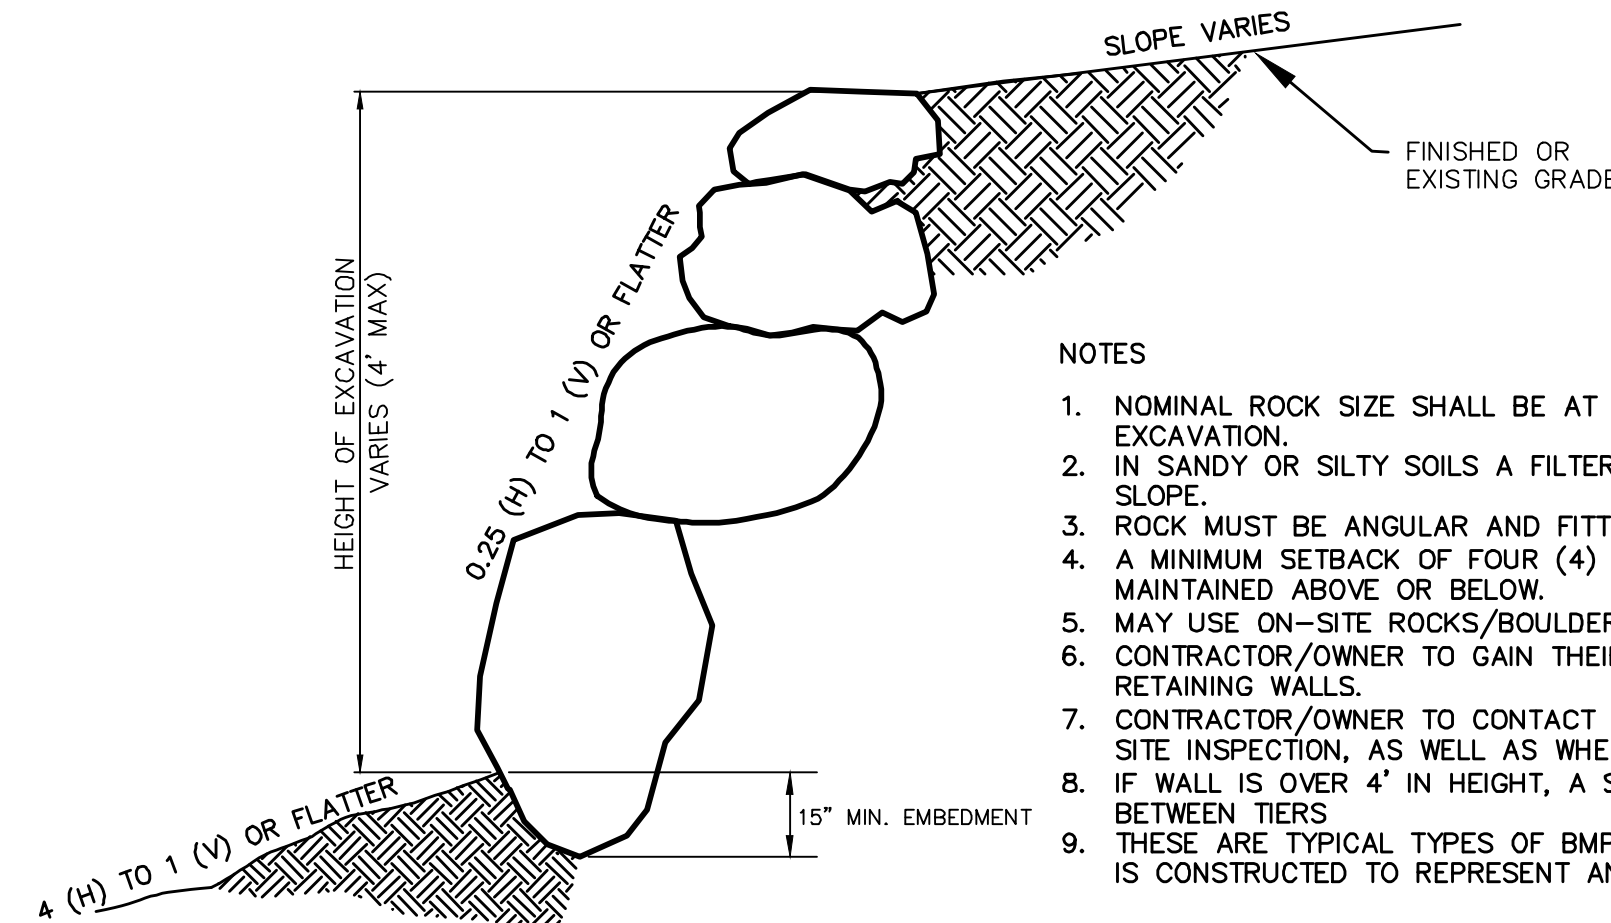 SLOPE VARIES
FINISHED OR
EXISTING GRADE
HEIGHT OF EXCAVATION
VARIES (4' MAX)
0.25 (H) TO 1 (V) OR FLATTER
4 (H) TO 1 (V) OR FLATTER
15" MIN. EMBEDMENT
NOTES
1. NOMINAL ROCK SIZE SHALL BE AT
EXCAVATION.
2. IN SANDY OR SILTY SOILS A FILTER
SLOPE.
3. ROCK MUST BE ANGULAR AND FITT
4. A MINIMUM SETBACK OF FOUR (4)
MAINTAINED ABOVE OR BELOW.
5. MAY USE ON-SITE ROCKS/BOULDER
6. CONTRACTOR/OWNER TO GAIN THEI
RETAINING WALLS.
7. CONTRACTOR/OWNER TO CONTACT
SITE INSPECTION, AS WELL AS WHE
8. IF WALL IS OVER 4' IN HEIGHT, A S
BETWEEN TIERS
9. THESE ARE TYPICAL TYPES OF BMP
IS CONSTRUCTED TO REPRESENT AN